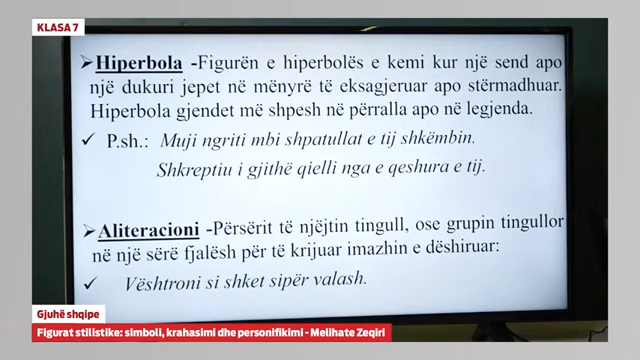 KLASA 7
➢Hiperbola -Figurën e hiperbolës e kemi kur një send apo
një dukuri jepet në mënyrë të eksagjeruar apo stërmadhuar.
Hiperbola gjendet më shpesh në përralla apo në legjenda.
✓ P.sh.: Muji ngriti mbi shpatullat e tij shkëmbin.
Shkreptiu i gjithë qielli nga e qeshura e tij.
➢Aliteracioni -Përsërit të njëjtin tingull, ose grupin tingullor
në një sërë fjalësh për të krijuar imazhin e dëshiruar:
✓ Vështroni si shket sipër valash.
Gjuhë shqipe
Figurat stilistike: simboli, krahasimi dhe personifikimi - Melihate Zeqiri